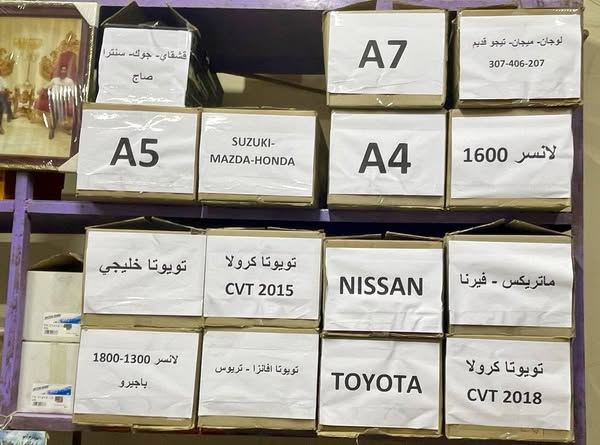 قشقاي- جوك- سنترا
صاج
A7
لوجان- ميجان- تيجو قديم
307-406-207
A5
SUZUKI-
MAZDA-HONDA
A4
لانسر 1600
تويوتا خليجي
تويوتا كرولا
CVT 2015
NISSAN
ماتريكس - فيرنا
لانسر 1300-1800
باجيرو
تويوتا افانزا - تريوس
TOYOTA
تويوتا كرولا
CVT 2018